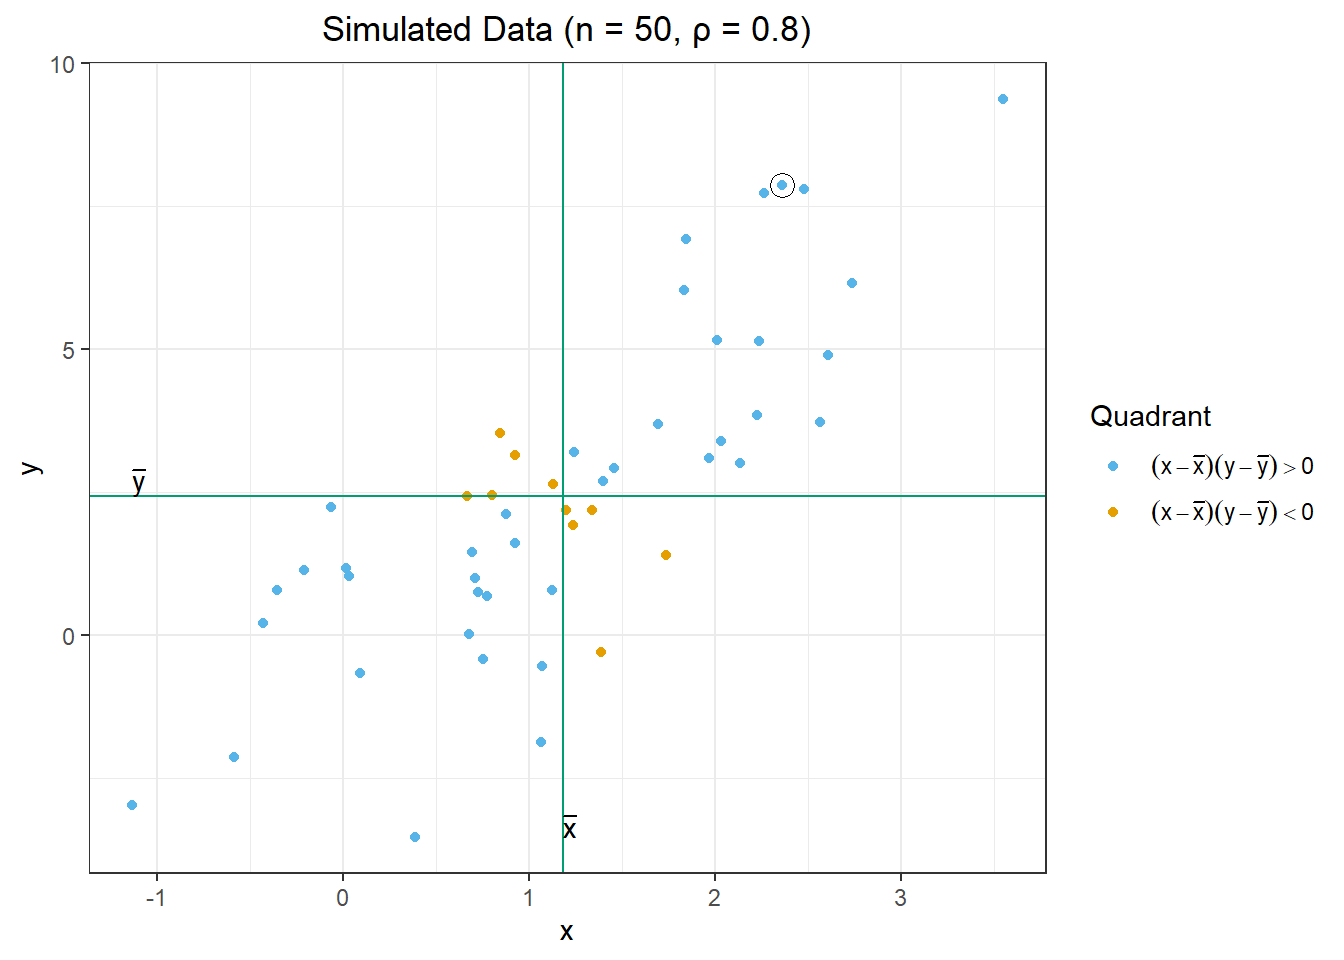 Simulated Data (n = 50, ρ = 0.8)
10
5
0
y
y̅
x̅
-1 0 1 2 3
x
Quadrant
(x − x̅)(y − y̅) > 0
(x − x̅)(y − y̅) < 0